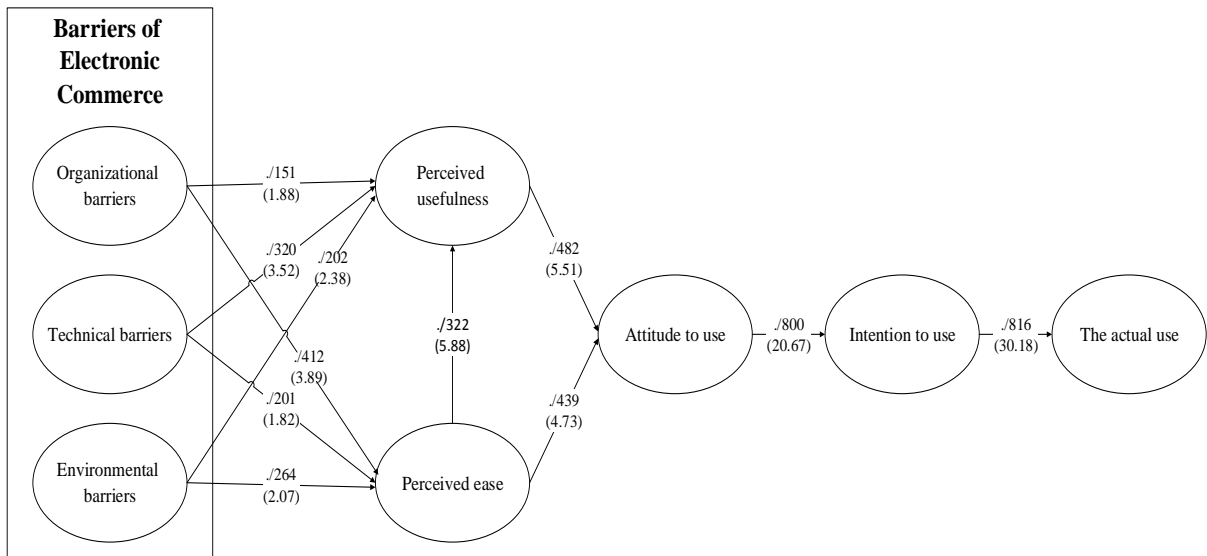 Barriers of
Electronic
Commerce
Organizational
barriers
./151
(1.88)
Perceived
usefulness
./320
(3.52)
./202
(2.38)
./482
(5.51)
Technical barriers
./322
(5.88)
Attitude to use
./800
(20.67)
Intention to use
./816
(30.18)
The actual use
./412
(3.89)
./201
(1.82)
./439
(4.73)
Environmental
barriers
./264
(2.07)
Perceived ease